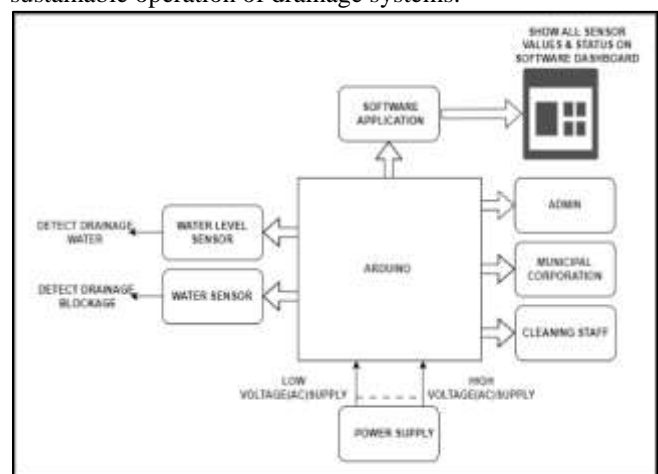 sustainable operation of drainage systems.
SHOW ALL SENSOR
VALUES & STATUS ON
SOFTWARE DASHBOARD
SOFTWARE
APPLICATION
DETECT DRAINAGE
WATER
WATER LEVEL
SENSOR
DETECT DRAINAGE
BLOCKAGE
WATER SENSOR
ARDUINO
ADMIN
MUNICIPAL
CORPORATION
CLEANING STAFF
LOW
VOLTAGE(AC)SUPPLY
HIGH
VOLTAGE(AC)SUPPLY
POWER SUPPLY